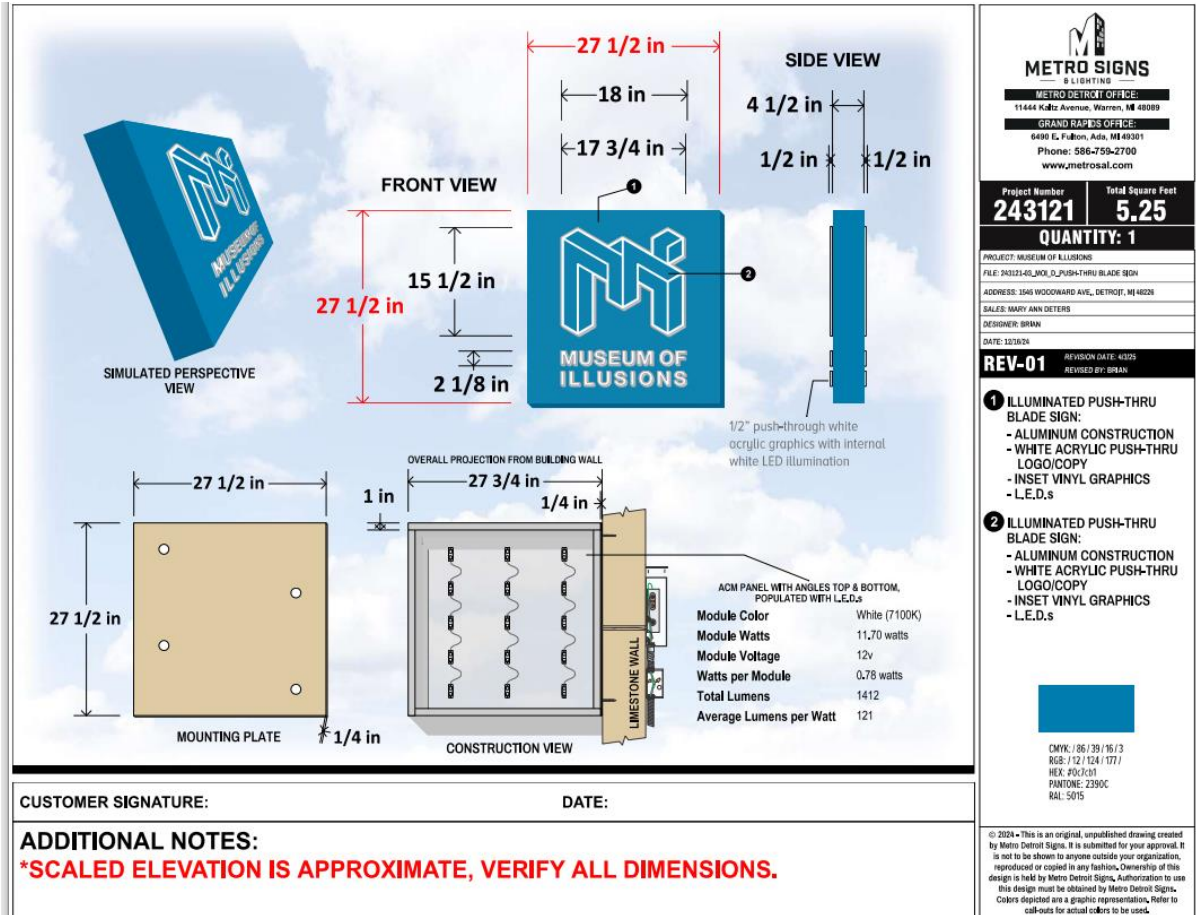 27 1/2 in
18 in
17 3/4 in
SIDE VIEW
4 1/2 in
1/2 in
1/2 in
FRONT VIEW
1
2
15 1/2 in
27 1/2 in
2 1/8 in
MUSEUM OF
ILLUSIONS
MUSEUM OF
ILLUSIONS
SIMULATED PERSPECTIVE
VIEW
1/2" push-through white
acrylic graphics with internal
white LED illumination
OVERALL PROJECTION FROM BUILDING WALL
27 1/2 in
1 in
27 3/4 in
1/4 in
27 1/2 in
MOUNTING PLATE
1/4 in
CONSTRUCTION VIEW
LIMESTONE WALL
ACM PANEL WITH ANGLES TOP & BOTTOM,
POPULATED WITH L.E.D.s
Module Color White (7100K)
Module Watts 11.70 watts
Module Voltage 12v
Watts per Module 0.78 watts
Total Lumens 1412
Average Lumens per Watt 121
CUSTOMER SIGNATURE: DATE:
ADDITIONAL NOTES:
*SCALED ELEVATION IS APPROXIMATE, VERIFY ALL DIMENSIONS.
METRO SIGNS
& LIGHTING
METRO DETROIT OFFICE:
11444 Kaltz Avenue, Warren, MI 48089
GRAND RAPIDS OFFICE:
6490 E. Fulton, Ada, MI 49301
Phone: 586-759-2700
www.metrosal.com
Project Number Total Square Feet
243121 5.25
QUANTITY: 1
PROJECT: MUSEUM OF ILLUSIONS
FILE: 243121-03_MOI_D_PUSH-THRU BLADE SIGN
ADDRESS: 1545 WOODWARD AVE., DETROIT, MI 48226
SALES: MARY ANN DETERS
DESIGNER: BRIAN
DATE: 12/18/24
REV-01 REVISION DATE: 4/2/25
REVISED BY: BRIAN
1 ILLUMINATED PUSH-THRU
BLADE SIGN:
- ALUMINUM CONSTRUCTION
- WHITE ACRYLIC PUSH-THRU
LOGO/COPY
- INSET VINYL GRAPHICS
- L.E.D.s
2 ILLUMINATED PUSH-THRU
BLADE SIGN:
- ALUMINUM CONSTRUCTION
- WHITE ACRYLIC PUSH-THRU
LOGO/COPY
- INSET VINYL GRAPHICS
- L.E.D.s
CMYK: / 86 / 39 / 16 / 3
RGB: / 12 / 124 / 177 /
HEX: #0c7cb1
PANTONE: 2390C
RAL: 5015
© 2024 - This is an original, unpublished drawing created
by Metro Detroit Signs. It is submitted for your approval. It
is not to be shown to anyone outside your organization,
reproduced or copied in any fashion. Ownership of this
design is held by Metro Detroit Signs. Authorization to use
this design must be obtained by Metro Detroit Signs.
Colors depicted are a graphic representation. Refer to
call-outs for actual colors to be used.